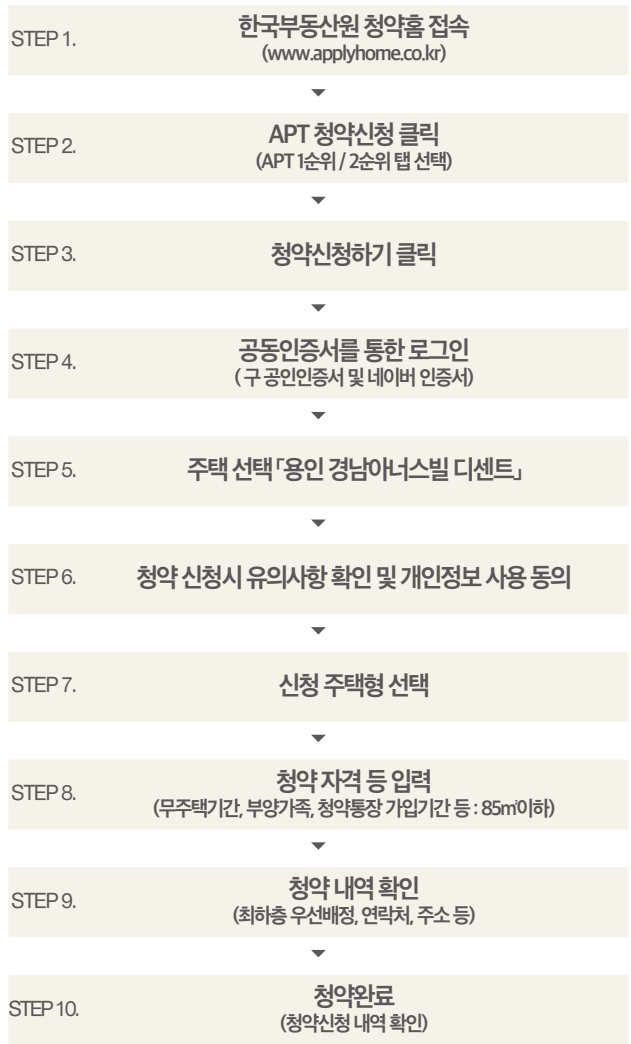 STEP 1.
한국부동산원 청약홈 접속
(www.applyhome.co.kr)
STEP 2.
APT 청약신청 클릭
(APT 1순위 / 2순위 탭 선택)
STEP 3.
청약신청하기 클릭
STEP 4.
공동인증서를 통한 로그인
( 구 공인인증서 및 네이버 인증서)
STEP 5.
주택 선택 「용인 경남아너스빌 디센트」
STEP 6.
청약 신청시 유의사항 확인 및 개인정보 사용 동의
STEP 7.
신청 주택형 선택
STEP 8.
청약 자격 등 입력
(무주택기간, 부양가족, 청약통장 가입기간 등 : 85㎡이하)
STEP 9.
청약 내역 확인
(최하층 우선배정, 연락처, 주소 등)
STEP 10.
청약완료
(청약신청 내역 확인)